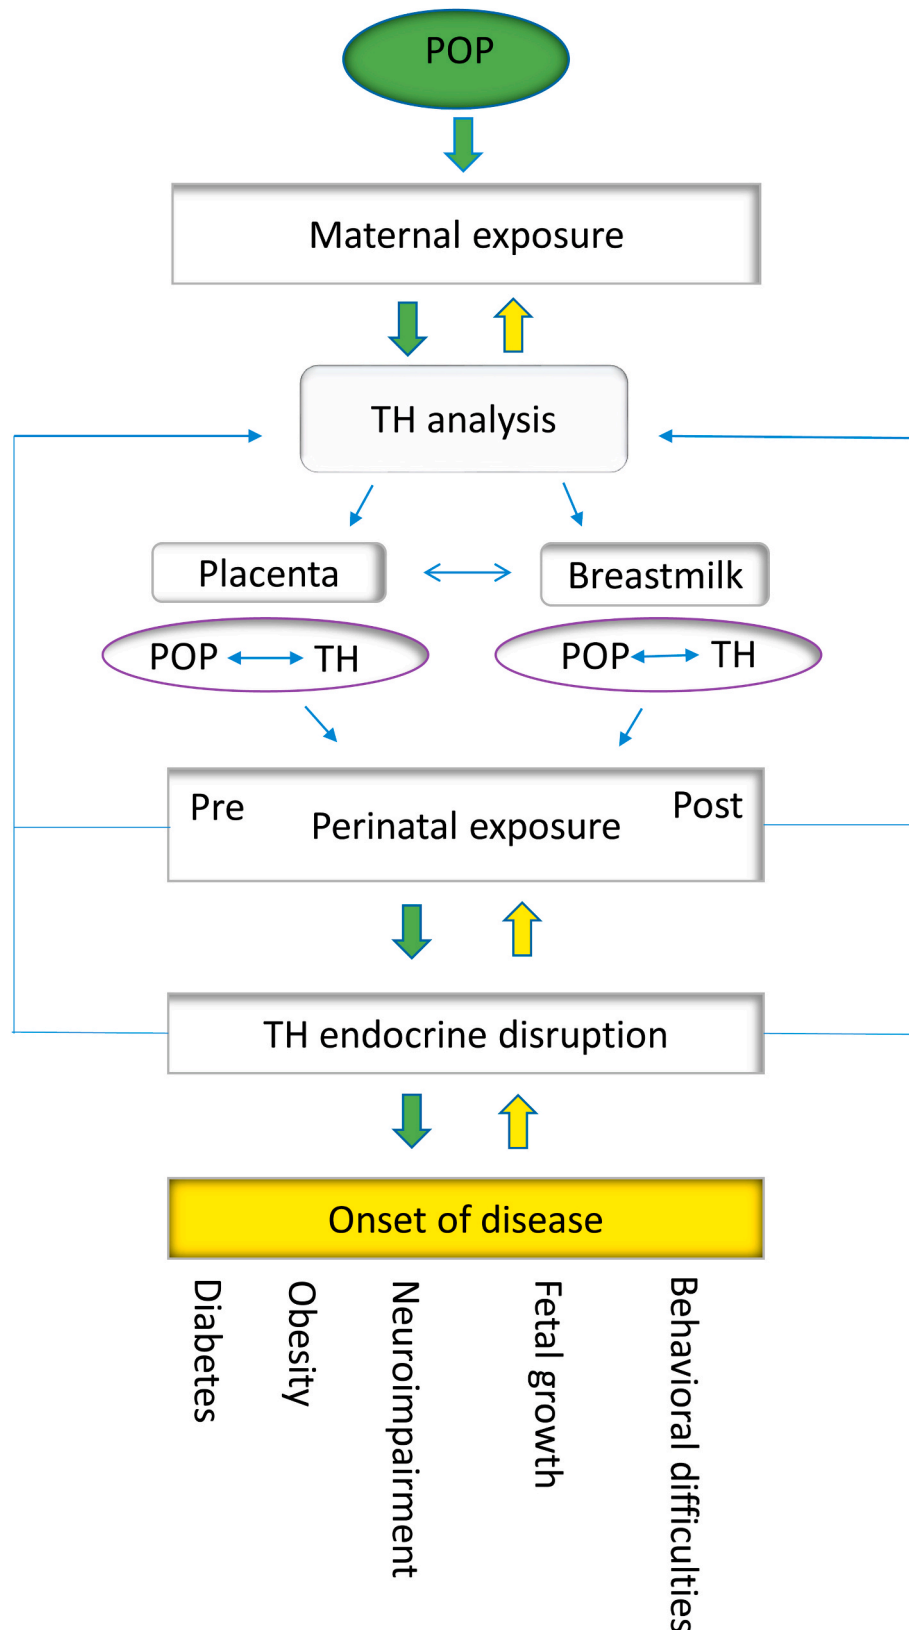 POP
Maternal exposure
TH analysis
Placenta
Breastmilk
POP TH
POP TH
Pre
Perinatal exposure
Post
TH endocrine disruption
Onset of disease
Diabetes
Obesity
Neuroimpairment
Fetal growth
Behavioral difficulties